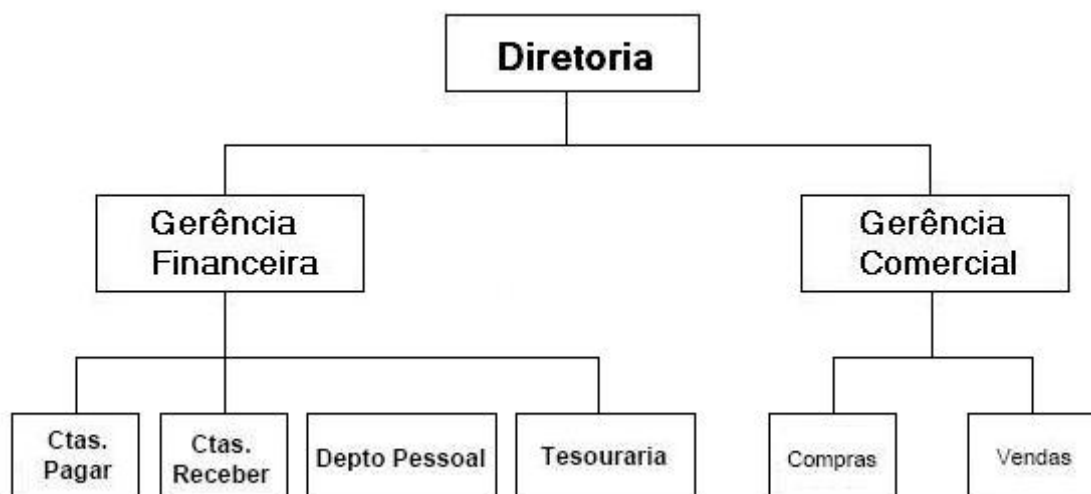 Diretoria
Gerência
Financeira
Gerência
Comercial
Ctas.
Pagar
Ctas.
Receber
Depto Pessoal
Tesouraria
Compras
Vendas